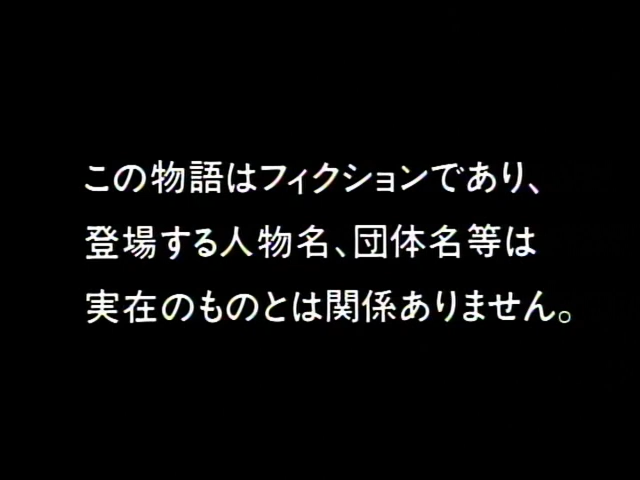 この物語はフィクションであり、
登場する人物名、団体名等は
実在のものとは関係ありません。